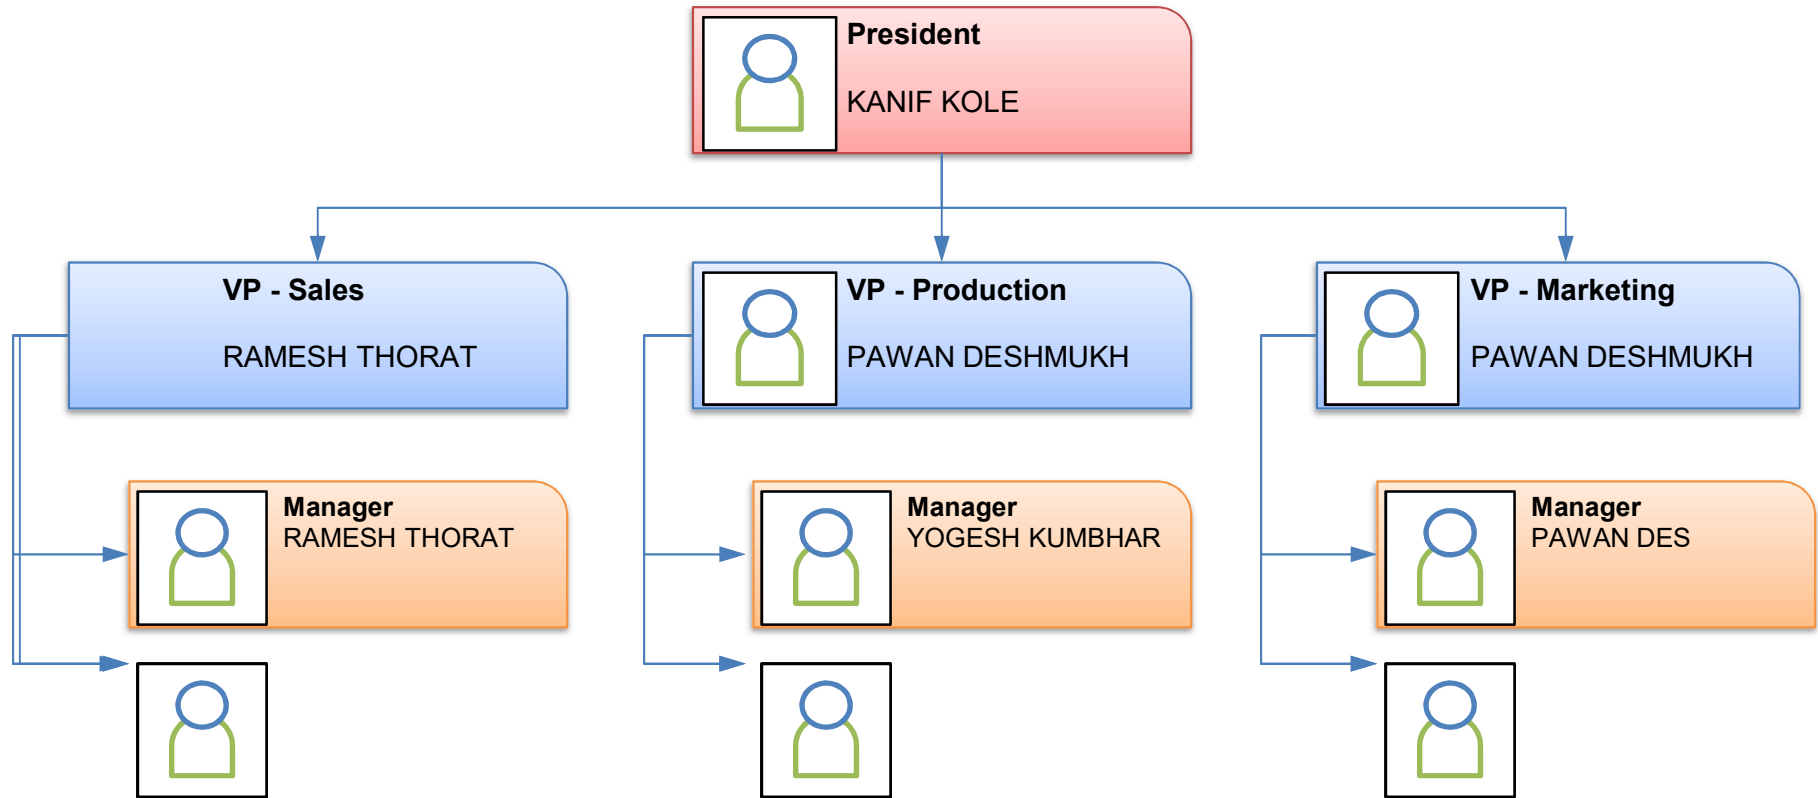 President
KANIF KOLE
VP - Sales
RAMESH THORAT
VP - Production
PAWAN DESHMUKH
VP - Marketing
PAWAN DESHMUKH
Manager
RAMESH THORAT
Manager
YOGESH KUMBHAR
Manager
PAWAN DES